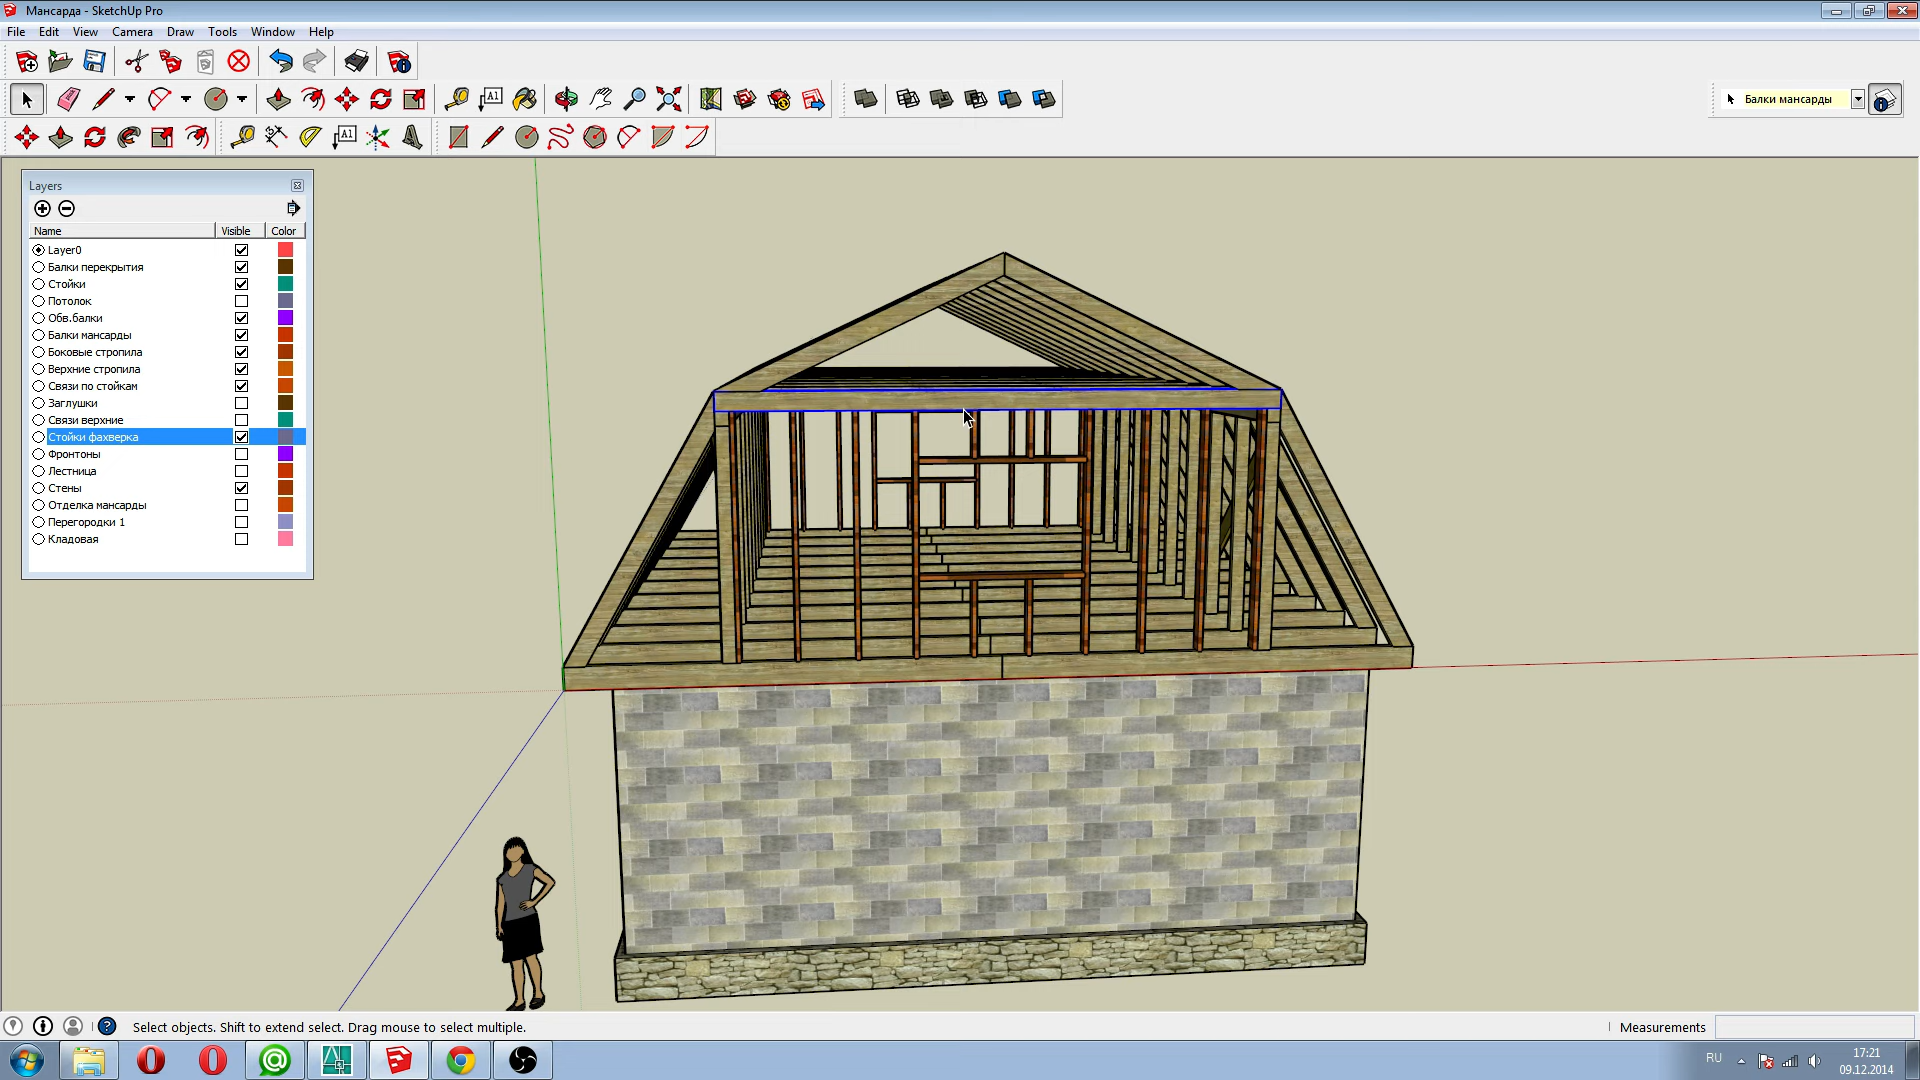 Мансарда - SketchUp Pro
File Edit View Camera Draw Tools Window Help
A1
Балки мансарды
A1
Layers
Name Visible Color
Layer0
Балки перекрытия
Стойки
Потолок
Обв.балки
Балки мансарды
Боковые стропила
Верхние стропила
Связи по стойкам
Заглушки
Связи верхние
Стойки фахверка
Фронтоны
Лестница
Стены
Отделка мансарды
Перегородки 1
Кладовая
Select objects. Shift to extend select. Drag mouse to select multiple.
Measurements
RU
17:21
09.12.2014